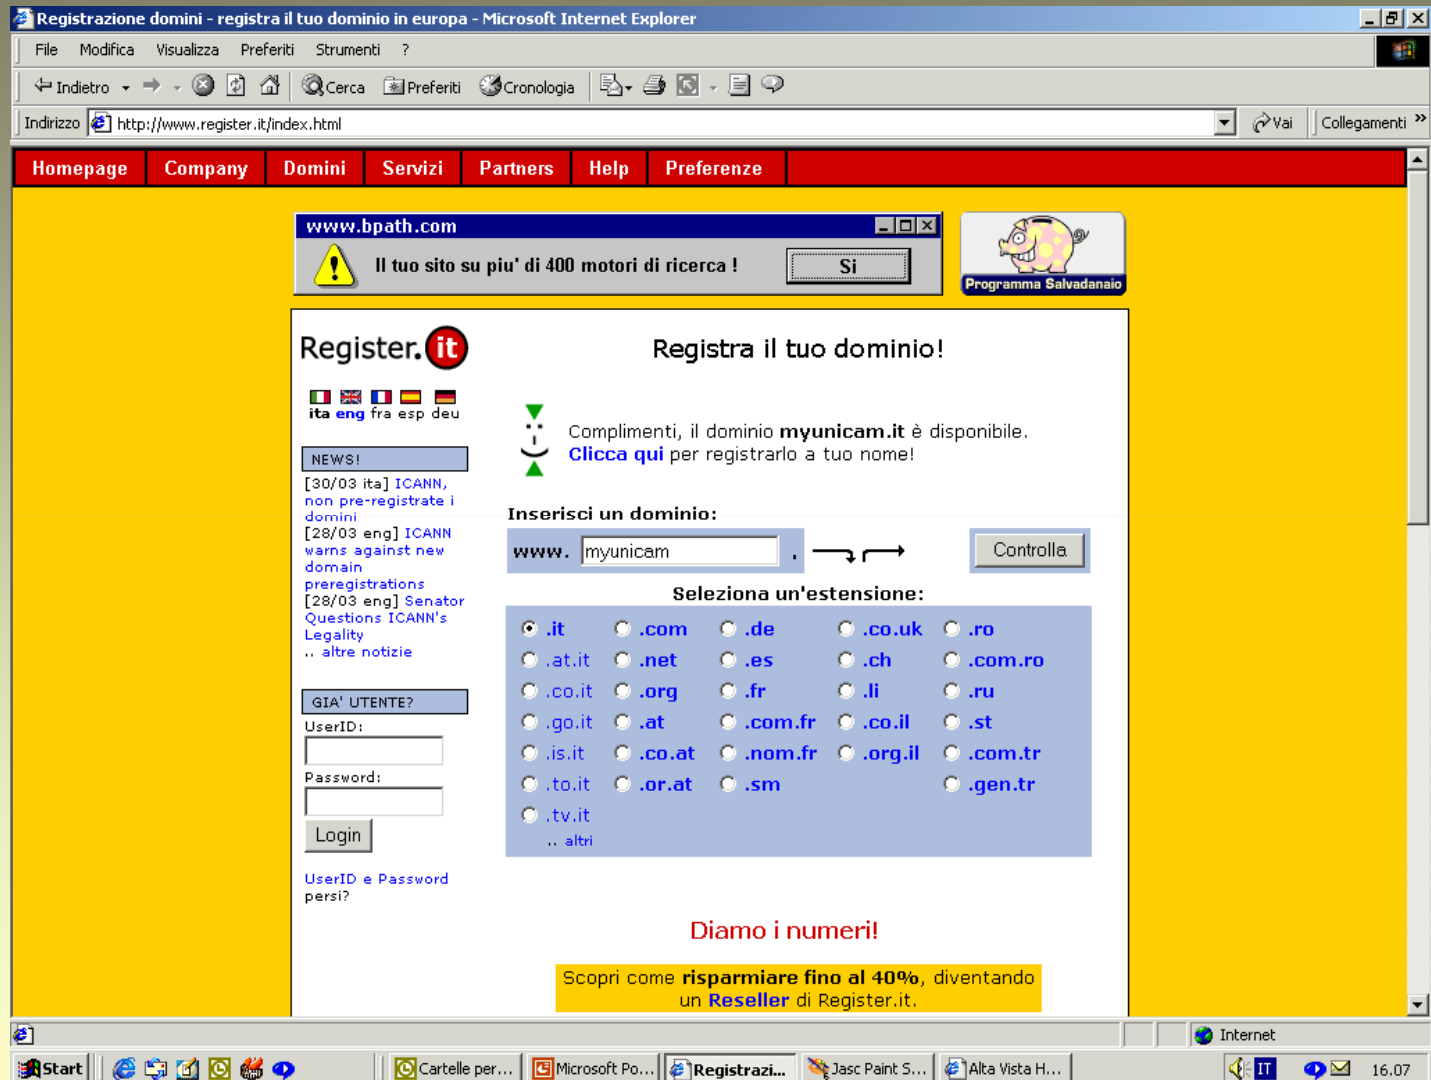 Registrazione domini - registra il tuo dominio in europa - Microsoft Internet Explorer
File Modifica Visualizza Preferiti Strumenti ?
Indietro Cerca Preferiti Cronologia
Indirizzo http://www.register.it/index.html Vai Collegamenti »
Homepage Company Domini Servizi Partners Help Preferenze
www.bpath.com
Il tuo sito su piu' di 400 motori di ricerca ! Si
Programma Salvadanaio
Register.it
ita eng fra esp deu
NEWS!
[30/03 ita] ICANN,
non pre-registrate i
domini
[28/03 eng] ICANN
warns against new
domain
preregistrations
[28/03 eng] Senator
Questions ICANN's
Legality
.. altre notizie
GIA' UTENTE?
UserID:
Password:
Login
UserID e Password
persi?
Registra il tuo dominio!
Complimenti, il dominio myunicam.it è disponibile.
Clicca qui per registrarlo a tuo nome!
Inserisci un dominio:
www. myunicam . Controlla
Seleziona un'estensione:
.it .com .de .co.uk .ro
.at.it .net .es .ch .com.ro
.co.it .org .fr .li .ru
.go.it .at .com.fr .co.il .st
.is.it .co.at .nom.fr .org.il .com.tr
.to.it .or.at .sm .gen.tr
.tv.it
.. altri
Diamo i numeri!
Scopri come risparmiare fino al 40%, diventando
un Reseller di Register.it.
Internet
Start Cartelle per... Microsoft Po... Registrazi... Jasc Paint S... Alta Vista H... IT 16.07